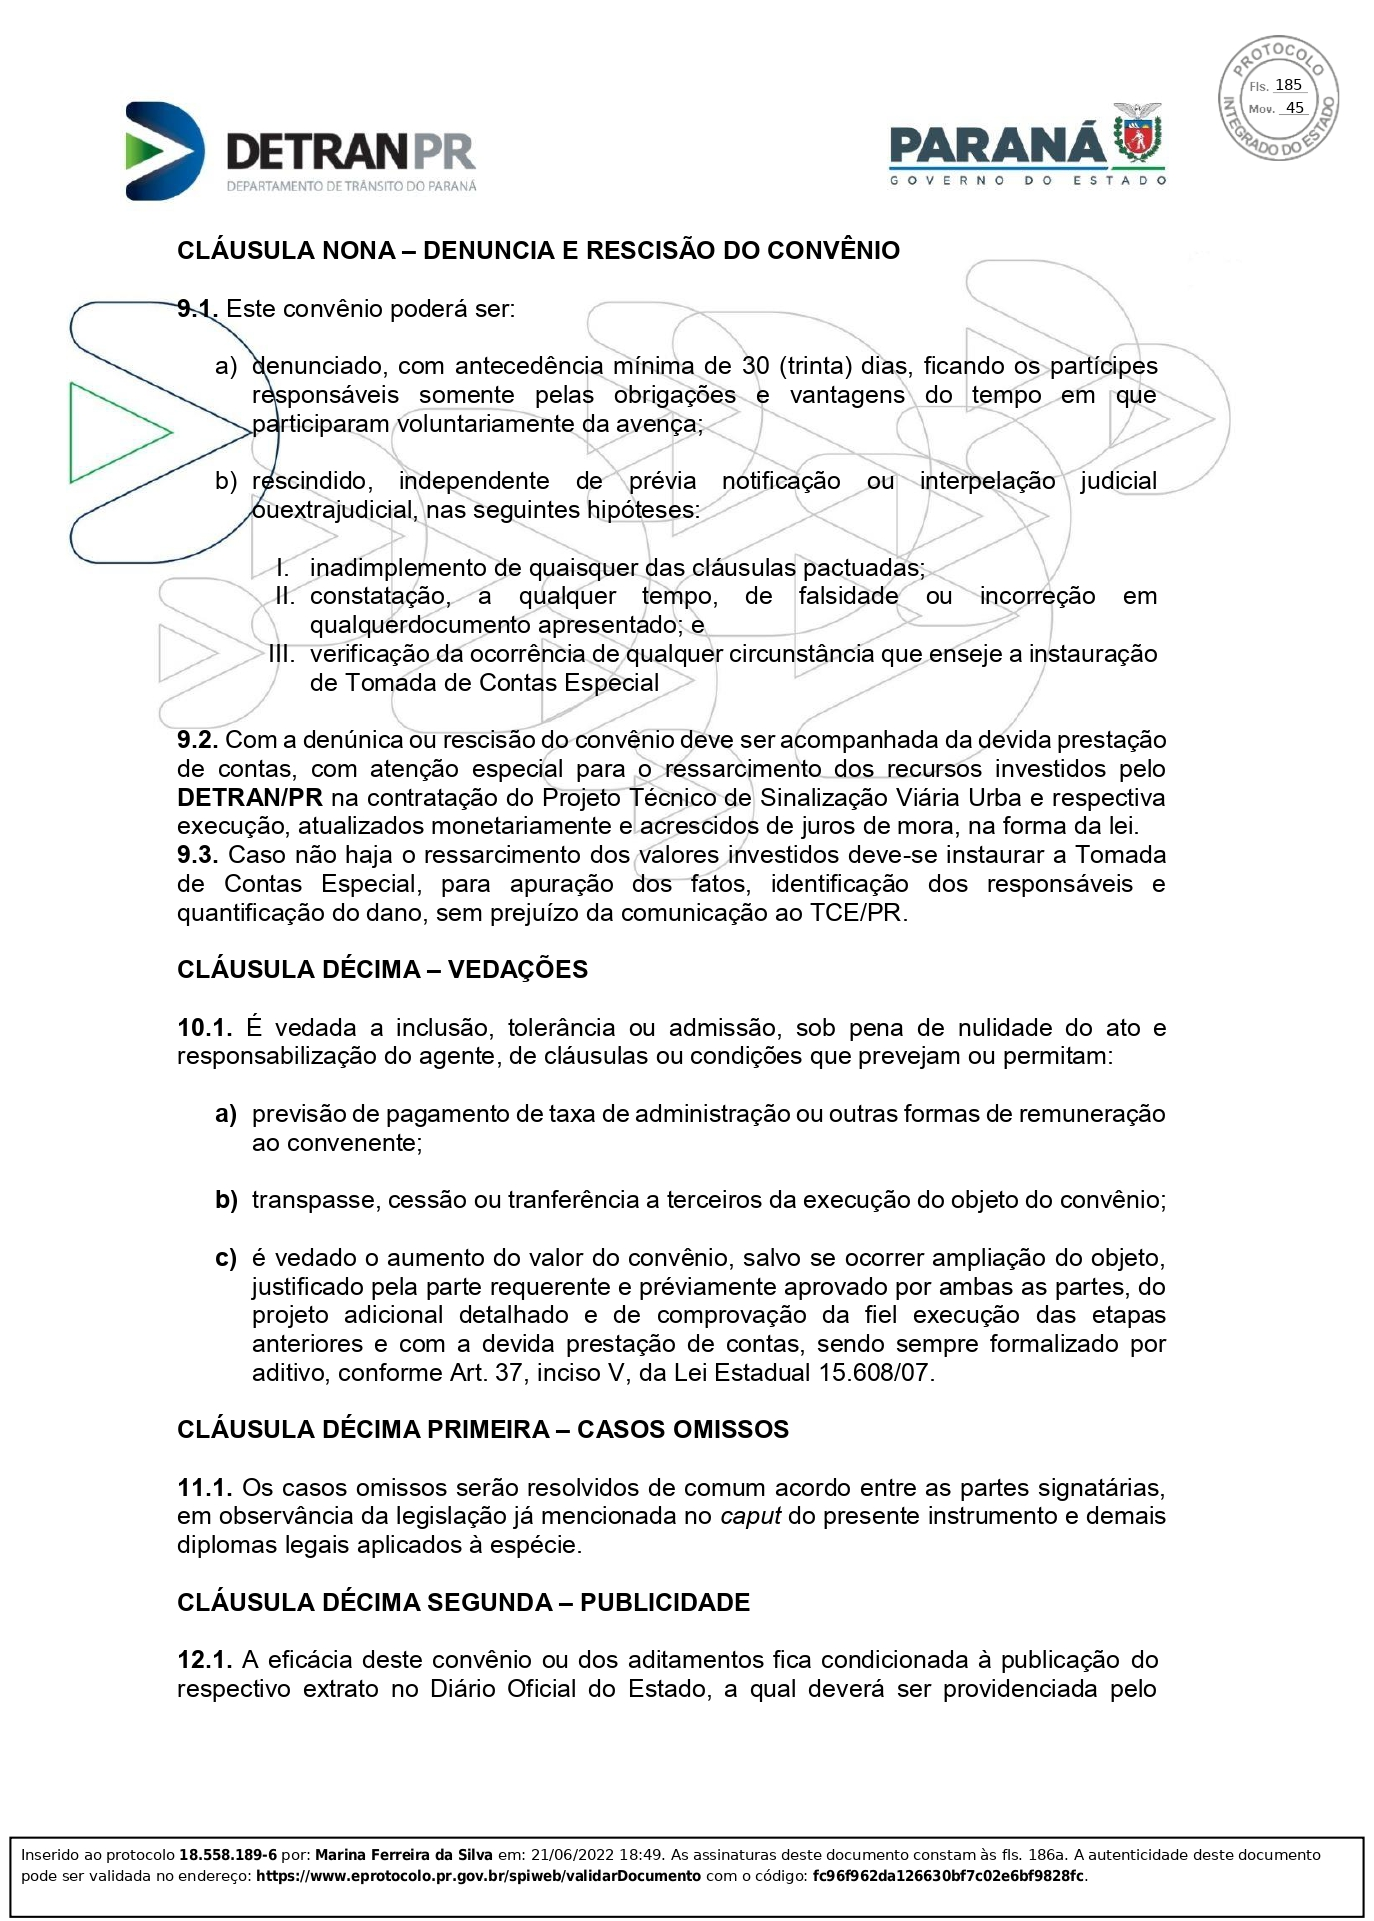 PROTOCOLO
INTEGRADO DO ESTADO
Fls. 185
Mov. 45
DETRANPR
DEPARTAMENTO DE TRÂNSITO DO PARANÁ
PARANÁ
GOVERNO DO ESTADO
CLÁUSULA NONA – DENUNCIA E RESCISÃO DO CONVÊNIO
9.1. Este convênio poderá ser:
a) denunciado, com antecedência mínima de 30 (trinta) dias, ficando os partícipes
responsáveis somente pelas obrigações e vantagens do tempo em que
participaram voluntariamente da avença;
b) rescindido, independente de prévia notificação ou interpelação judicial
ouextrajudicial, nas seguintes hipóteses:
I. inadimplemento de quaisquer das cláusulas pactuadas;
II. constatação, a qualquer tempo, de falsidade ou incorreção em
qualquerdocumento apresentado; e
III. verificação da ocorrência de qualquer circunstância que enseje a instauração
de Tomada de Contas Especial
9.2. Com a denúnica ou rescisão do convênio deve ser acompanhada da devida prestação
de contas, com atenção especial para o ressarcimento dos recursos investidos pelo
DETRAN/PR na contratação do Projeto Técnico de Sinalização Viária Urba e respectiva
execução, atualizados monetariamente e acrescidos de juros de mora, na forma da lei.
9.3. Caso não haja o ressarcimento dos valores investidos deve-se instaurar a Tomada
de Contas Especial, para apuração dos fatos, identificação dos responsáveis e
quantificação do dano, sem prejuízo da comunicação ao TCE/PR.
CLÁUSULA DÉCIMA – VEDAÇÕES
10.1. É vedada a inclusão, tolerância ou admissão, sob pena de nulidade do ato e
responsabilização do agente, de cláusulas ou condições que prevejam ou permitam:
a) previsão de pagamento de taxa de administração ou outras formas de remuneração
ao convenente;
b) transpasse, cessão ou tranferência a terceiros da execução do objeto do convênio;
c) é vedado o aumento do valor do convênio, salvo se ocorrer ampliação do objeto,
justificado pela parte requerente e préviamente aprovado por ambas as partes, do
projeto adicional detalhado e de comprovação da fiel execução das etapas
anteriores e com a devida prestação de contas, sendo sempre formalizado por
aditivo, conforme Art. 37, inciso V, da Lei Estadual 15.608/07.
CLÁUSULA DÉCIMA PRIMEIRA – CASOS OMISSOS
11.1. Os casos omissos serão resolvidos de comum acordo entre as partes signatárias,
em observância da legislação já mencionada no caput do presente instrumento e demais
diplomas legais aplicados à espécie.
CLÁUSULA DÉCIMA SEGUNDA – PUBLICIDADE
12.1. A eficácia deste convênio ou dos aditamentos fica condicionada à publicação do
respectivo extrato no Diário Oficial do Estado, a qual deverá ser providenciada pelo
Inserido ao protocolo 18.558.189-6 por: Marina Ferreira da Silva em: 21/06/2022 18:49. As assinaturas deste documento constam às fls. 186a. A autenticidade deste documento
pode ser validada no endereço: https://www.eprotocolo.pr.gov.br/spiweb/validarDocumento com o código: fc96f962da126630bf7c02e6bf9828fc.